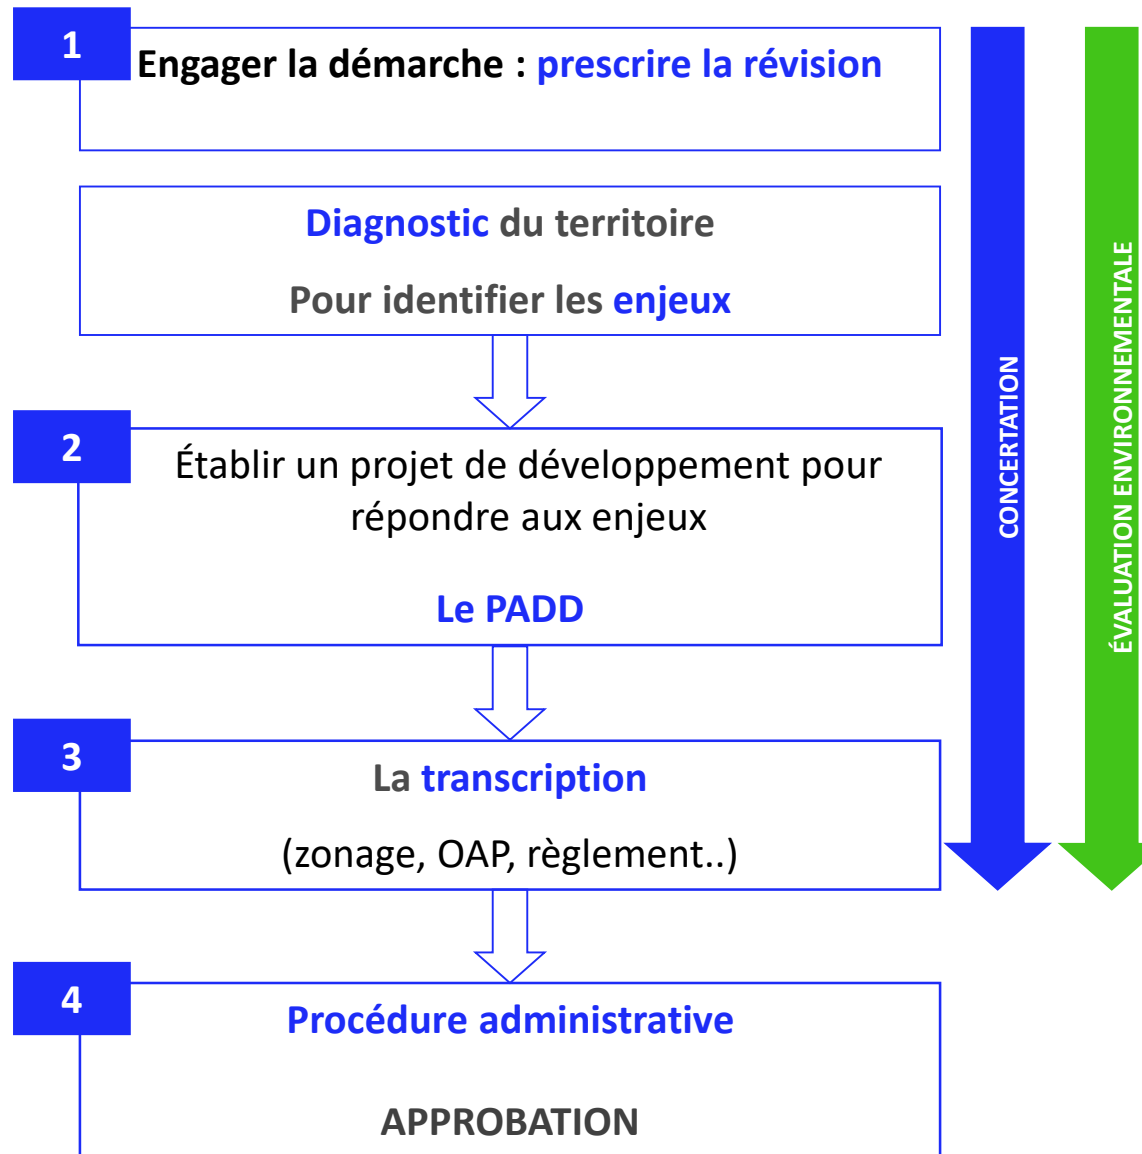 1
Engager la démarche : prescrire la révision
Diagnostic du territoire
Pour identifier les enjeux
2
Établir un projet de développement pour
répondre aux enjeux
Le PADD
3
La transcription
(zonage, OAP, règlement..)
4
Procédure administrative
APPROBATION
CONCERTATION
ÉVALUATION ENVIRONNEMENTALE